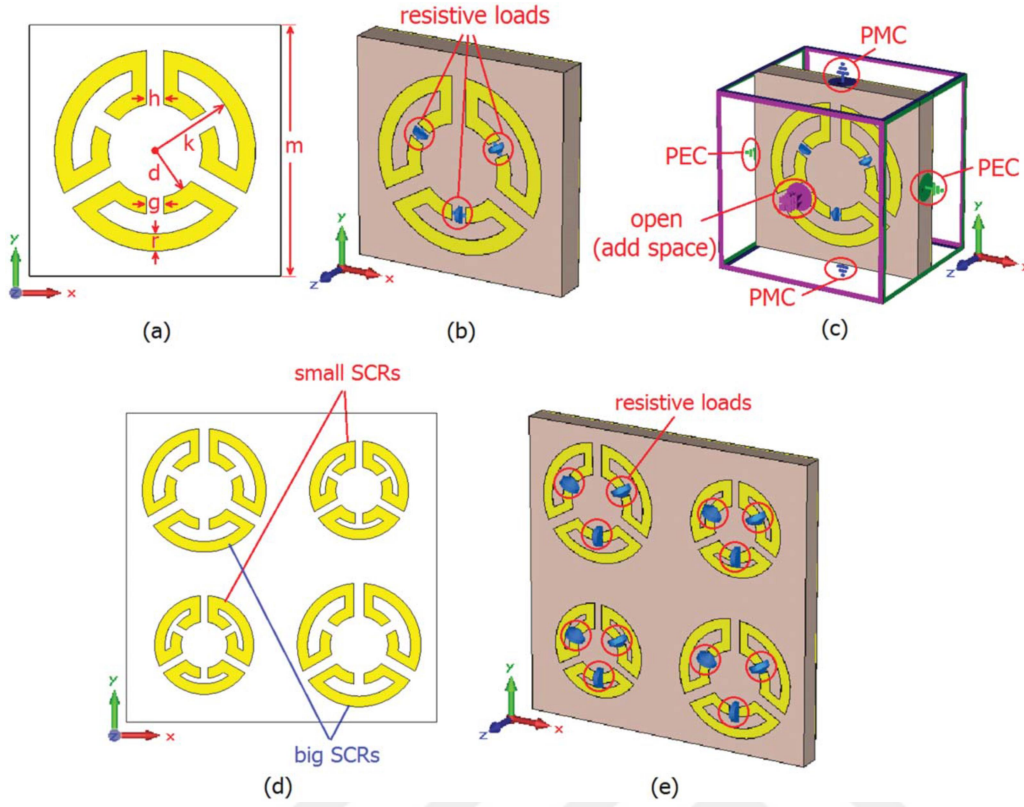 h
k
d
g
r
m
y
x
z
(a)
resistive loads
y
x
z
(b)
PMC
PEC
PEC
open
(add space)
PMC
y
x
z
(c)
small SCRs
big SCRs
y
x
z
(d)
resistive loads
y
x
z
(e)